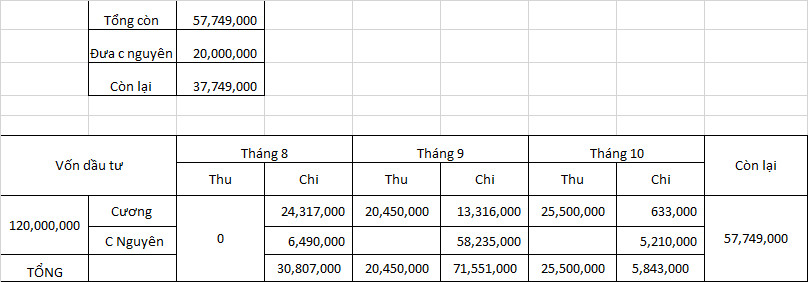 Tổng còn 57,749,000
Đưa c nguyên 20,000,000
Còn lại 37,749,000
Vốn dầu tư Tháng 8 Tháng 9 Tháng 10 Còn lại
Thu Chi Thu Chi Thu Chi
120,000,000 Cương 0 24,317,000 20,450,000 13,316,000 25,500,000 633,000 57,749,000
C Nguyên 6,490,000 58,235,000 5,210,000
TỔNG 30,807,000 20,450,000 71,551,000 25,500,000 5,843,000